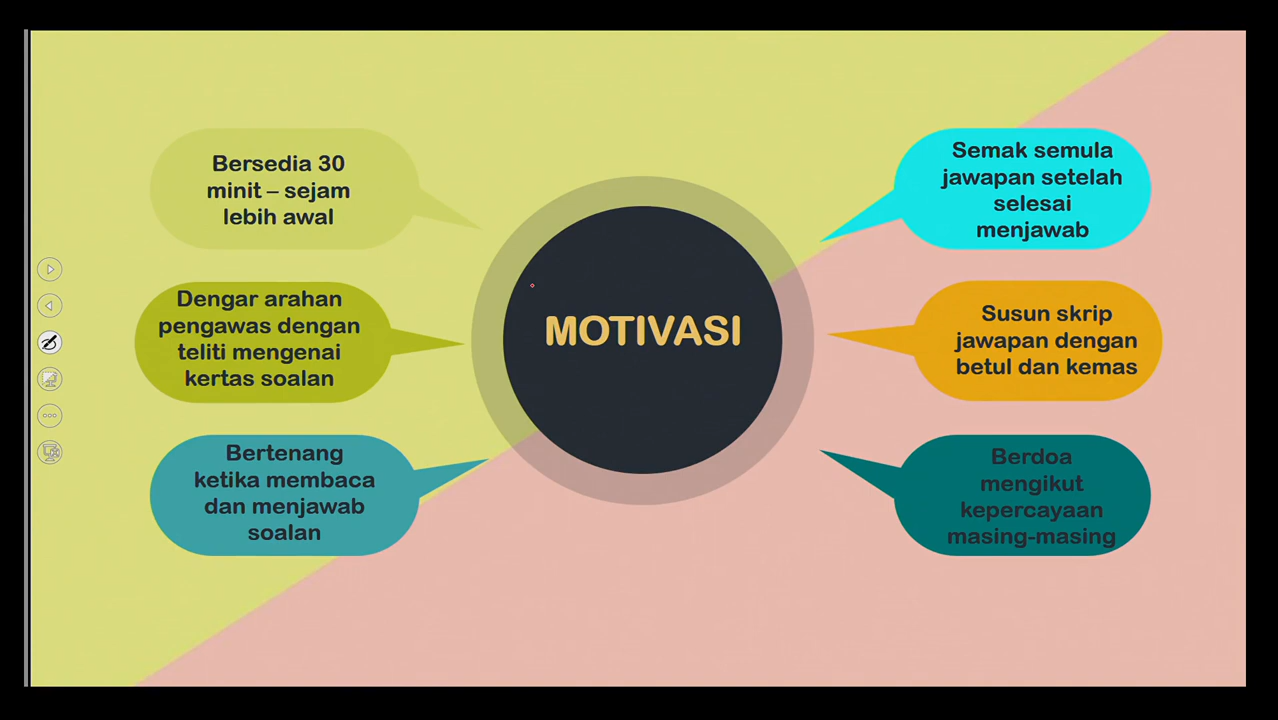 Bersedia 30
minit – sejam
lebih awal
Dengar arahan
pengawas dengan
teliti mengenai
kertas soalan
Bertenang
ketika membaca
dan menjawab
soalan
MOTIVASI
Semak semula
jawapan setelah
selesai
menjawab
Susun skrip
jawapan dengan
betul dan kemas
Berdoa
mengikut
kepercayaan
masing-masing